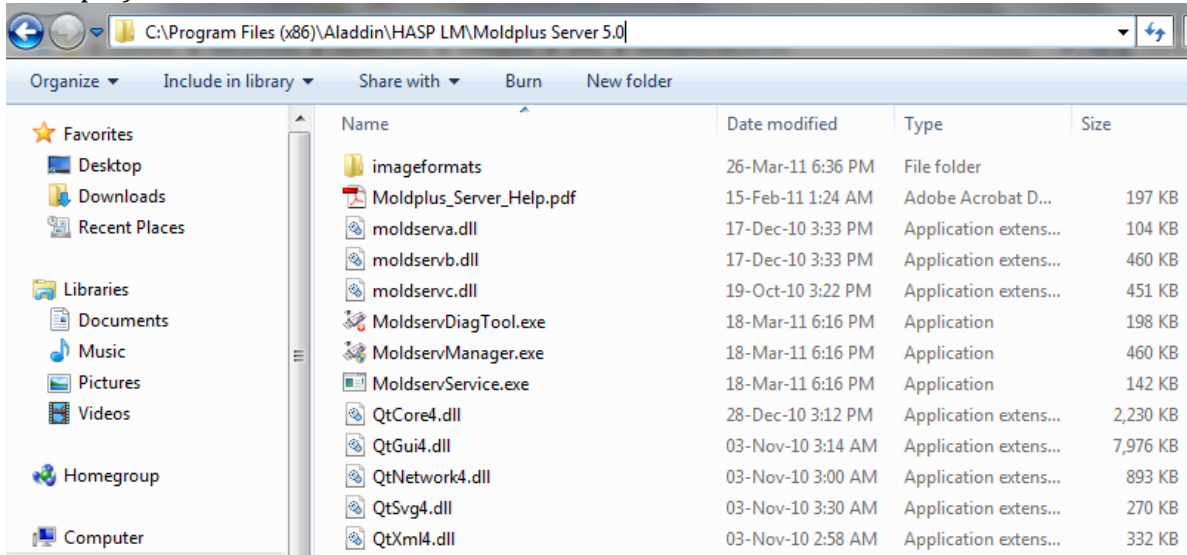 C:\Program Files (x86)\Aladdin\HASP LM\Moldplus Server 5.0
Organize Include in library Share with Burn New folder
Favorites
Desktop
Downloads
Recent Places
Libraries
Documents
Music
Pictures
Videos
Homegroup
Computer
Name Date modified Type Size
imageformats 26-Mar-11 6:36 PM File folder
Moldplus_Server_Help.pdf 15-Feb-11 1:24 AM Adobe Acrobat D... 197 KB
moldserva.dll 17-Dec-10 3:33 PM Application extens... 104 KB
moldservb.dll 17-Dec-10 3:33 PM Application extens... 460 KB
moldservc.dll 19-Oct-10 3:22 PM Application extens... 451 KB
MoldservDiagTool.exe 18-Mar-11 6:16 PM Application 198 KB
MoldservManager.exe 18-Mar-11 6:16 PM Application 460 KB
MoldservService.exe 18-Mar-11 6:16 PM Application 142 KB
QtCore4.dll 28-Dec-10 3:12 PM Application extens... 2,230 KB
QtGui4.dll 03-Nov-10 3:14 AM Application extens... 7,976 KB
QtNetwork4.dll 03-Nov-10 3:00 AM Application extens... 893 KB
QtSvg4.dll 03-Nov-10 3:30 AM Application extens... 270 KB
QtXml4.dll 03-Nov-10 2:58 AM Application extens... 332 KB